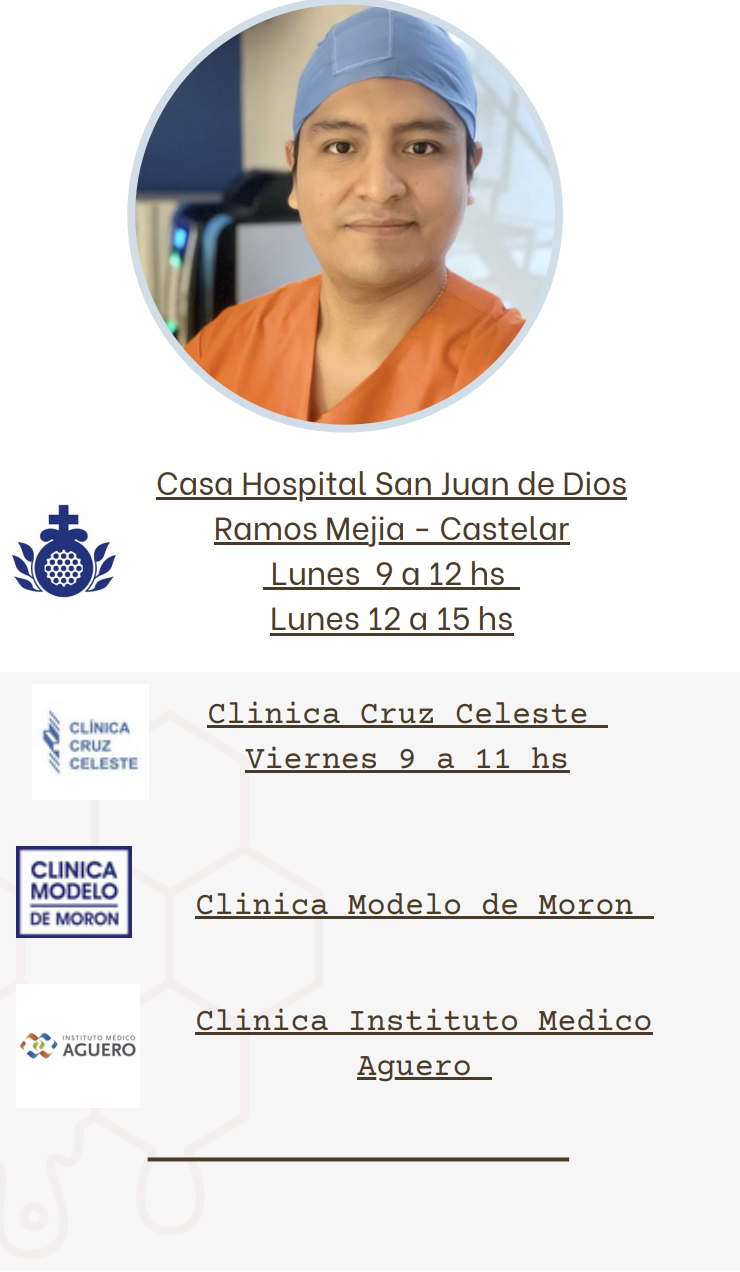 Casa Hospital San Juan de Dios
Ramos Mejia - Castelar
Lunes 9 a 12 hs
Lunes 12 a 15 hs
CLÍNICA
CRUZ
CELESTE
Clinica Cruz Celeste
Viernes 9 a 11 hs
CLINICA
MODELO
DE MORON
Clinica Modelo de Moron
INSTITUTO MÉDICO
AGUERO
Clinica Instituto Medico
Aguero